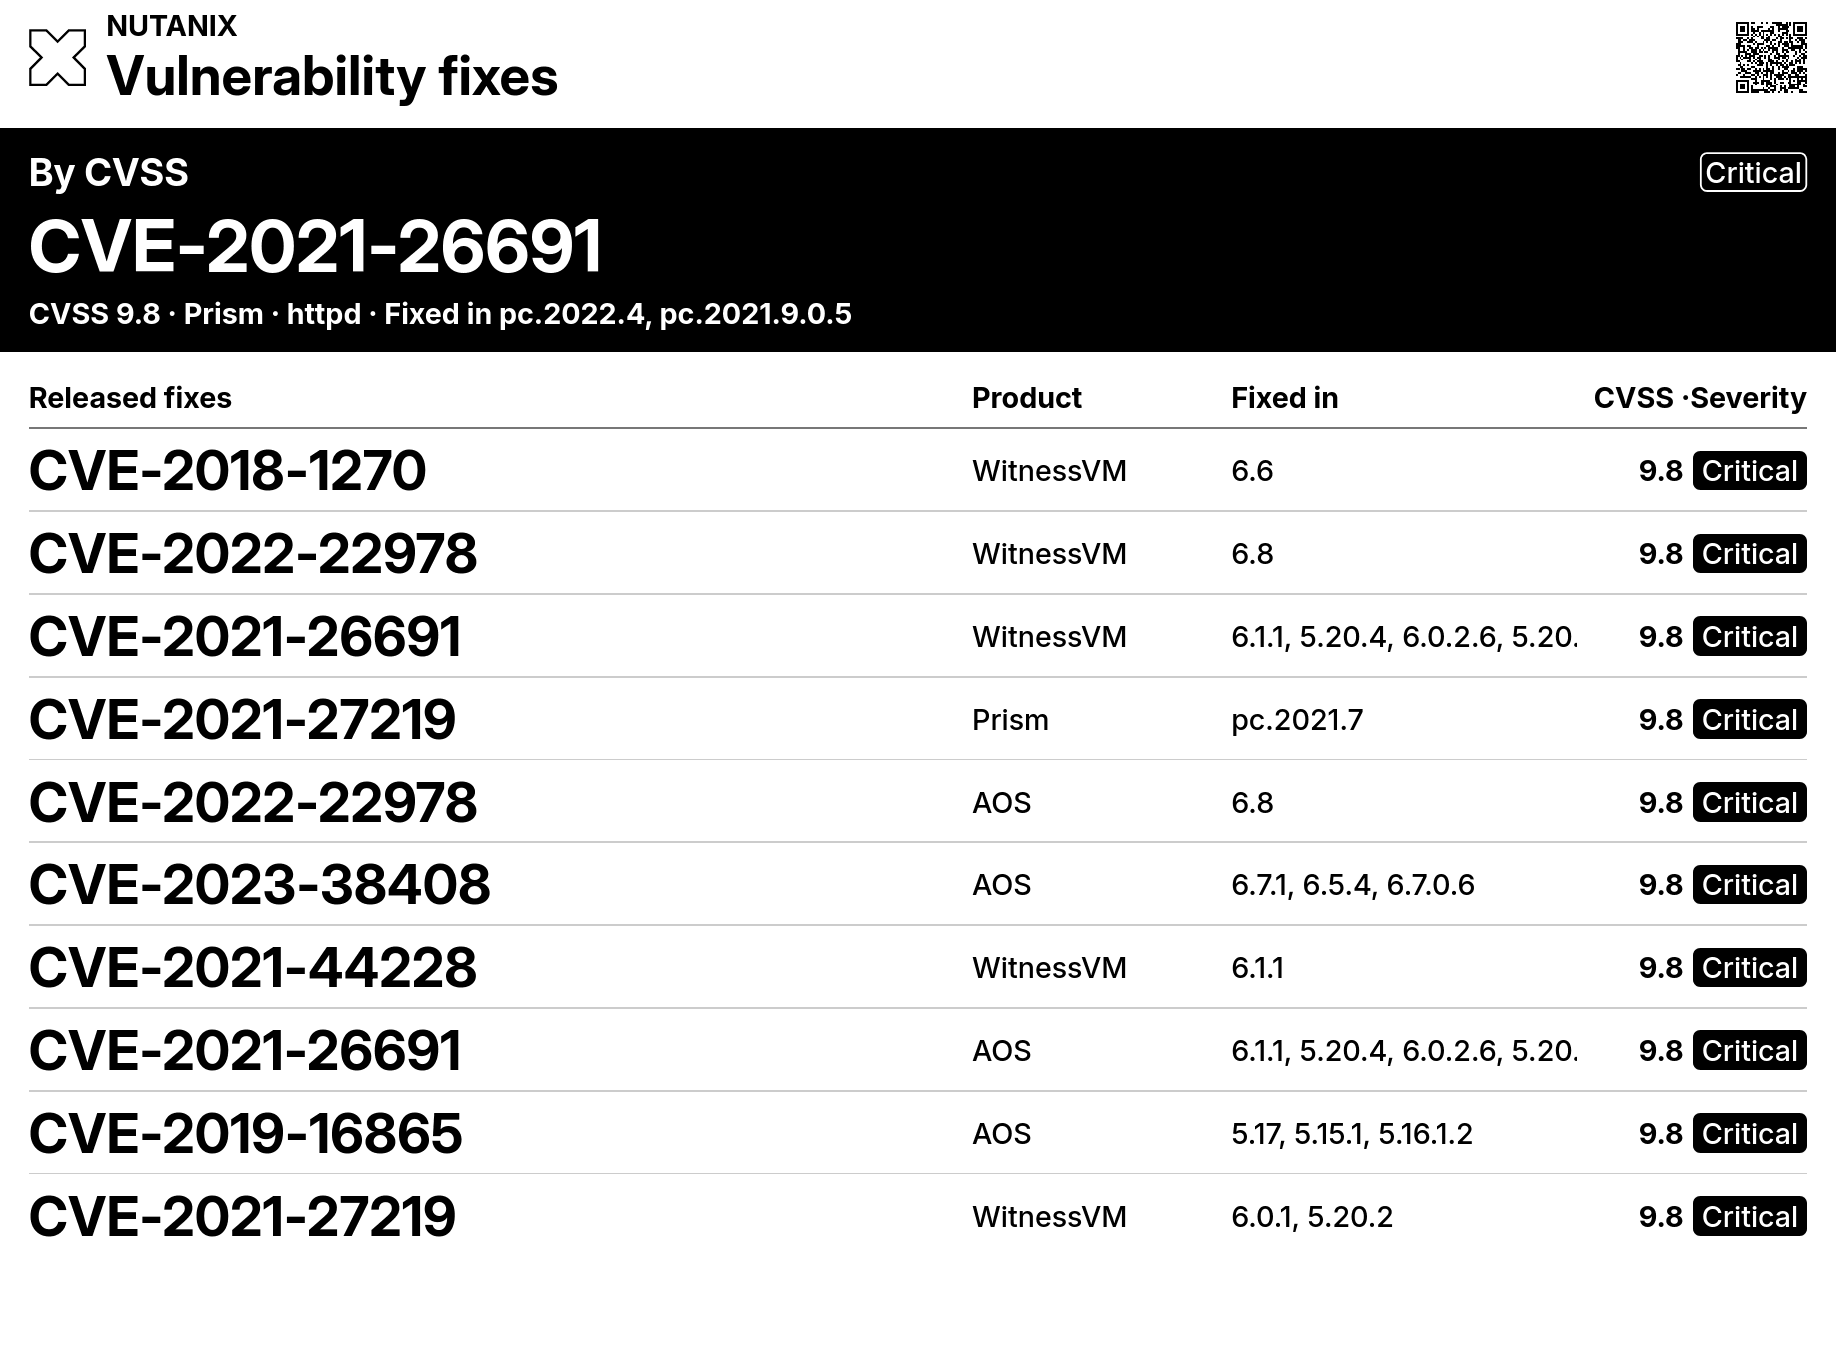 NUTANIX
Vulnerability fixes
By CVSS
Critical
CVE-2021-26691
CVSS 9.8 · Prism · httpd · Fixed in pc.2022.4, pc.2021.9.0.5
Released fixes Product Fixed in CVSS ·Severity
CVE-2018-1270 WitnessVM 6.6 9.8 Critical
CVE-2022-22978 WitnessVM 6.8 9.8 Critical
CVE-2021-26691 WitnessVM 6.1.1, 5.20.4, 6.0.2.6, 5.20. 9.8 Critical
CVE-2021-27219 Prism pc.2021.7 9.8 Critical
CVE-2022-22978 AOS 6.8 9.8 Critical
CVE-2023-38408 AOS 6.7.1, 6.5.4, 6.7.0.6 9.8 Critical
CVE-2021-44228 WitnessVM 6.1.1 9.8 Critical
CVE-2021-26691 AOS 6.1.1, 5.20.4, 6.0.2.6, 5.20. 9.8 Critical
CVE-2019-16865 AOS 5.17, 5.15.1, 5.16.1.2 9.8 Critical
CVE-2021-27219 WitnessVM 6.0.1, 5.20.2 9.8 Critical